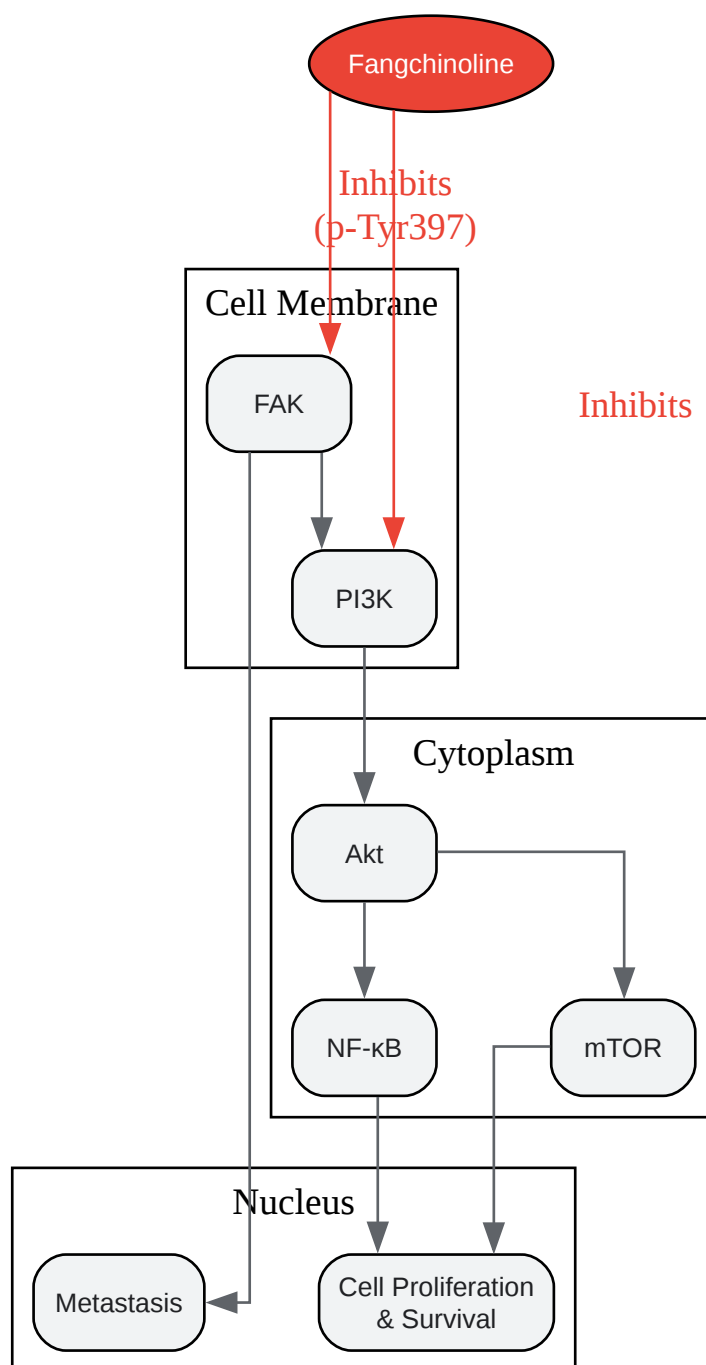 Fangchinoline
Inhibits
(p-Tyr397)
Cell Membrane
FAK
Inhibits
PI3K
Cytoplasm
Akt
NF-κB
mTOR
Nucleus
Metastasis
Cell Proliferation
& Survival